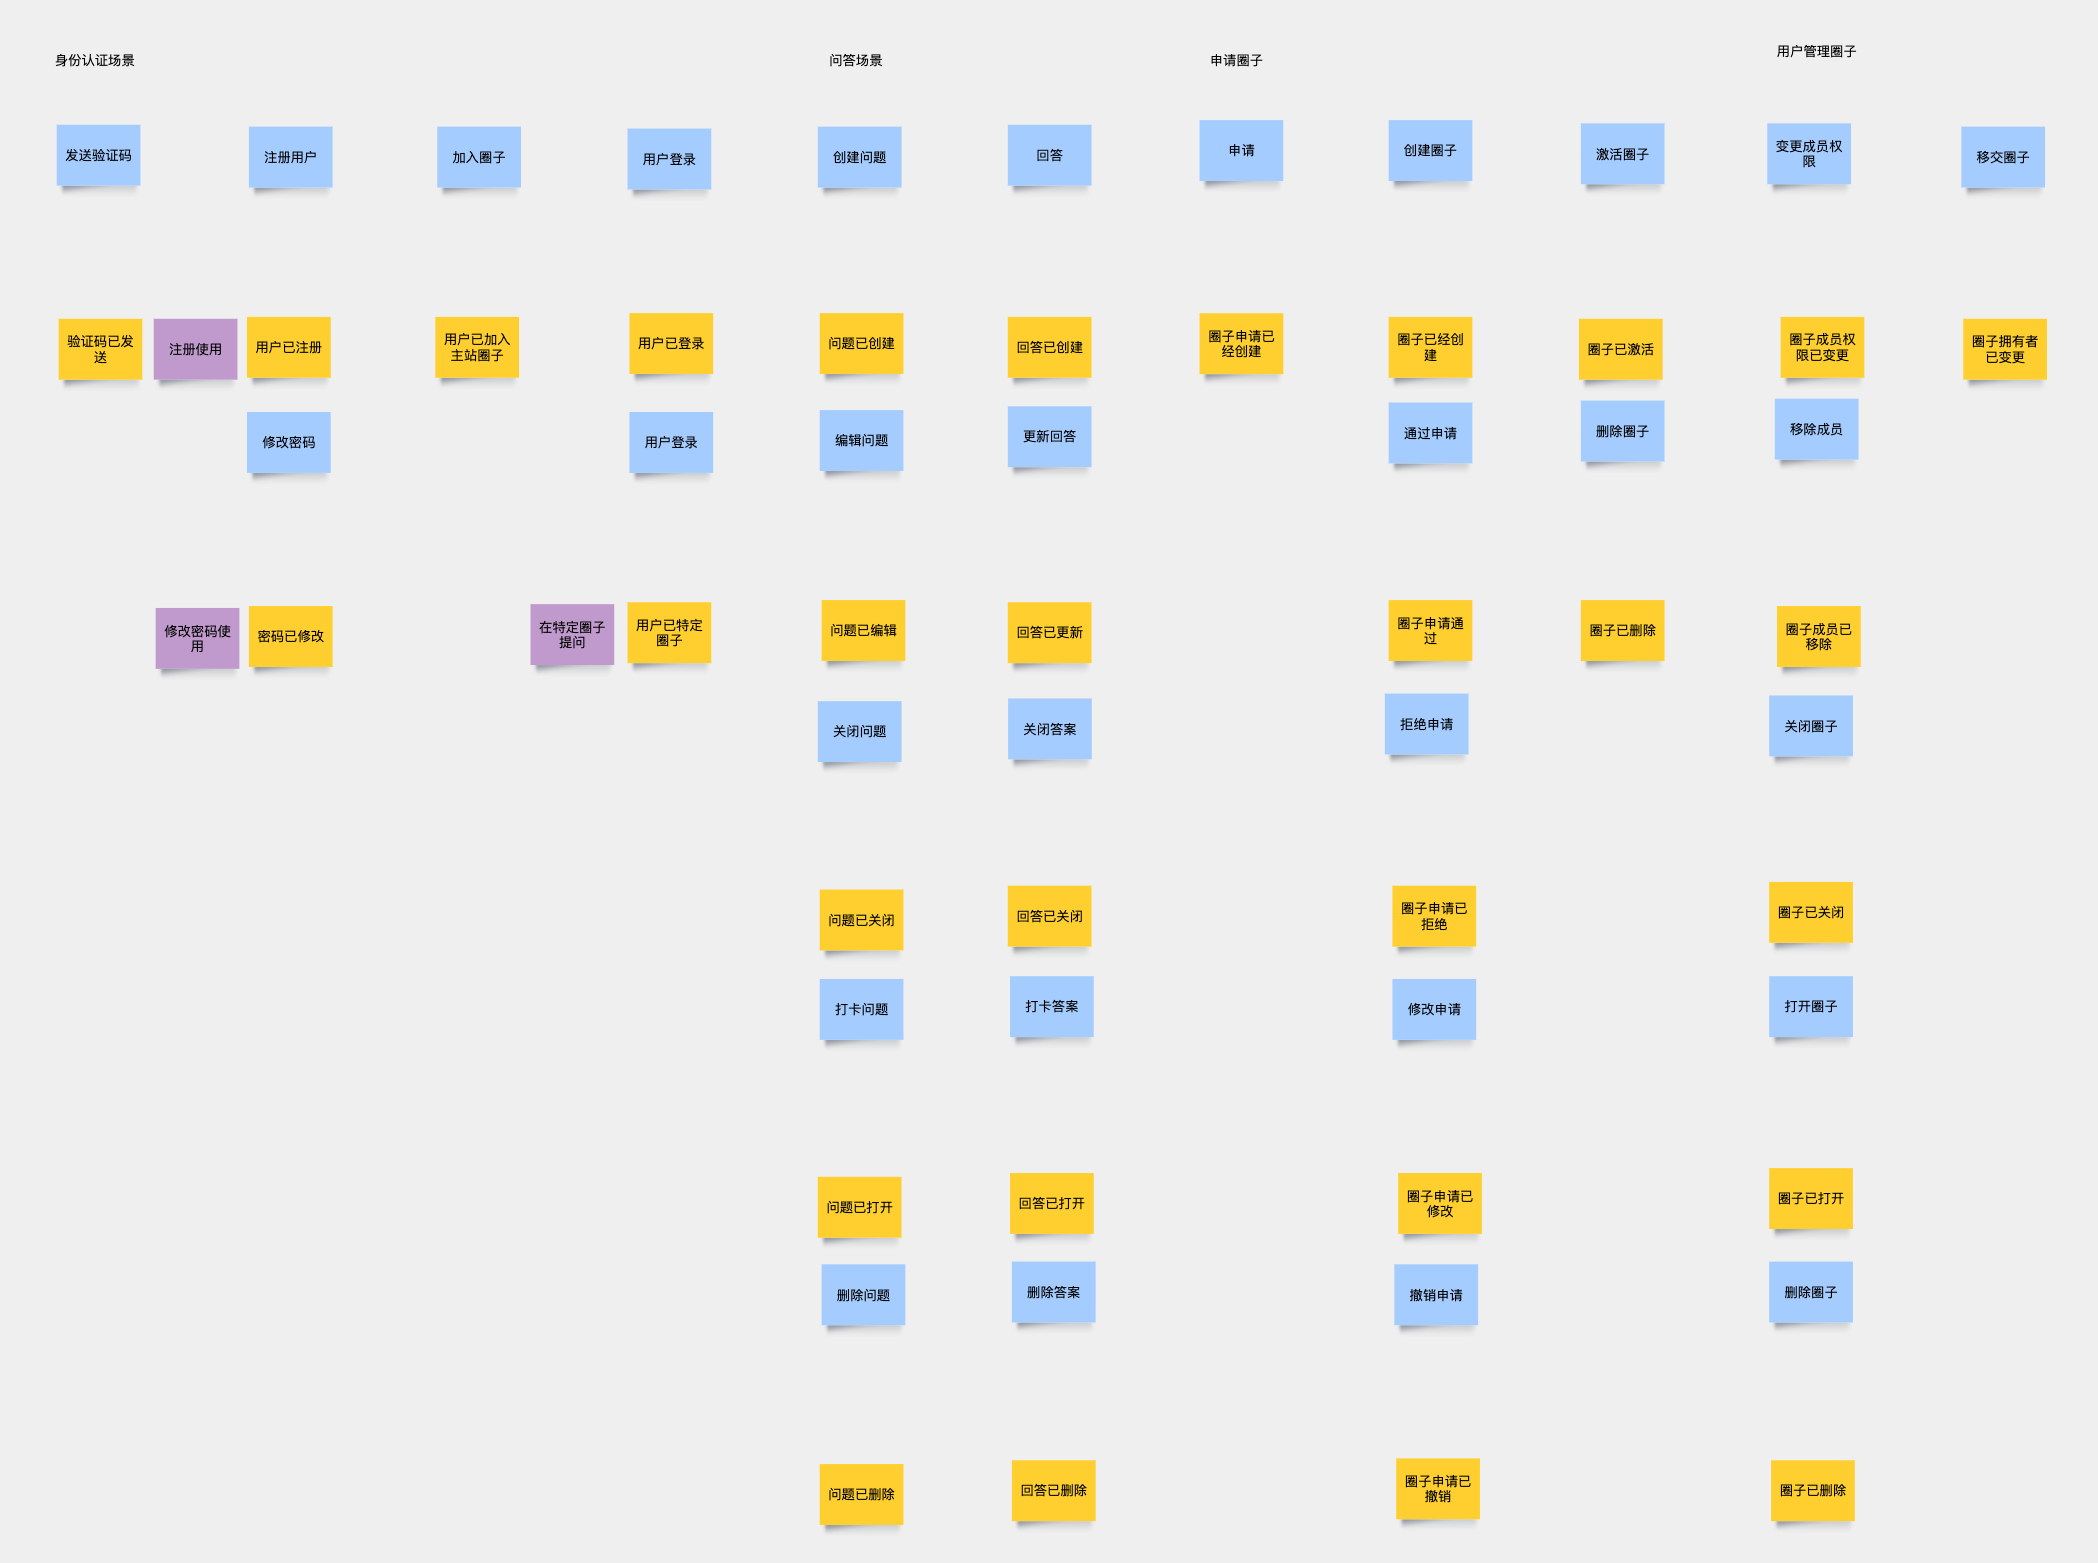 身份认证场景
问答场景
申请圈子
用户管理圈子
发送验证码
注册用户
加入圈子
用户登录
创建问题
回答
申请
创建圈子
激活圈子
变更成员权
限
移交圈子
验证码已发
送
注册使用
用户已注册
用户已加入
主站圈子
用户已登录
问题已创建
回答已创建
圈子申请已
经创建
圈子已经创
建
圈子已激活
圈子成员权
限已变更
圈子拥有者
已变更
修改密码
用户登录
编辑问题
更新回答
通过申请
删除圈子
移除成员
修改密码使
用
密码已修改
在特定圈子
提问
用户已特定
圈子
问题已编辑
回答已更新
圈子申请通
过
圈子已删除
圈子成员已
移除
关闭问题
关闭答案
拒绝申请
关闭圈子
问题已关闭
回答已关闭
圈子申请已
拒绝
圈子已关闭
打卡问题
打卡答案
修改申请
打开圈子
问题已打开
回答已打开
圈子申请已
修改
圈子已打开
删除问题
删除答案
撤销申请
删除圈子
问题已删除
回答已删除
圈子申请已
撤销
圈子已删除